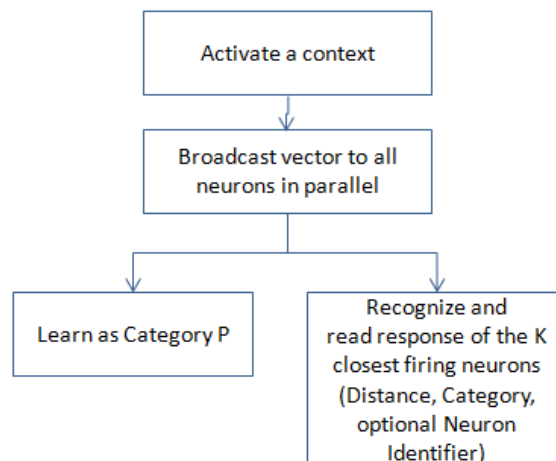 Activate a context
Broadcast vector to all
neurons in parallel
Learn as Category P
Recognize and
read response of the K
closest firing neurons
(Distance, Category,
optional Neuron
Identifier)